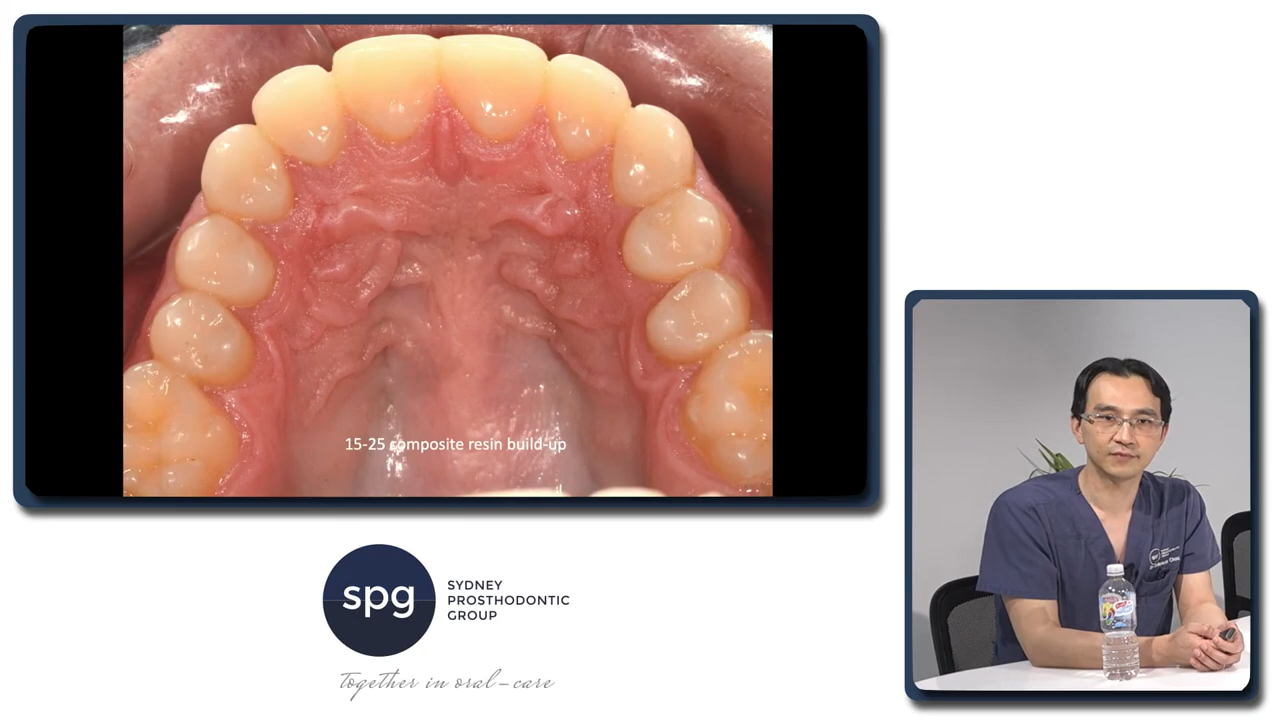 15-25 composite resin build-up
spg
SYDNEY
PROSTHODONTIC
GROUP
together in oral-care